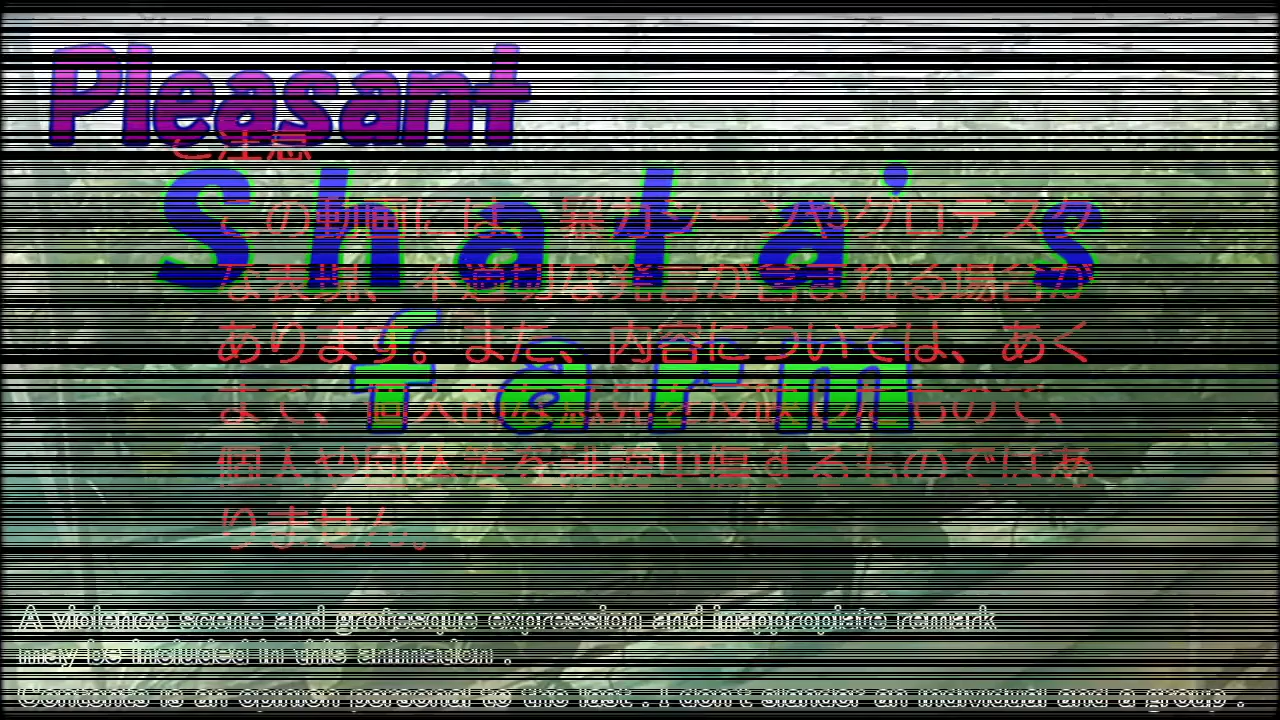 Pleasant
ご注意
Shata's
この動画には、暴力シーンやグロテスク
な表現、不適切な発言が含まれる場合が
farm
あります。また、内容については、あく
まで、個人的な意見を反映したもので、
個人や団体等を誹謗中傷するものではあ
りません。
A violence scene and grotesque expression and inappropiate remark
may be included in this animation .
Contents is an opinion personal to the last . I don't slander an individual and a group .